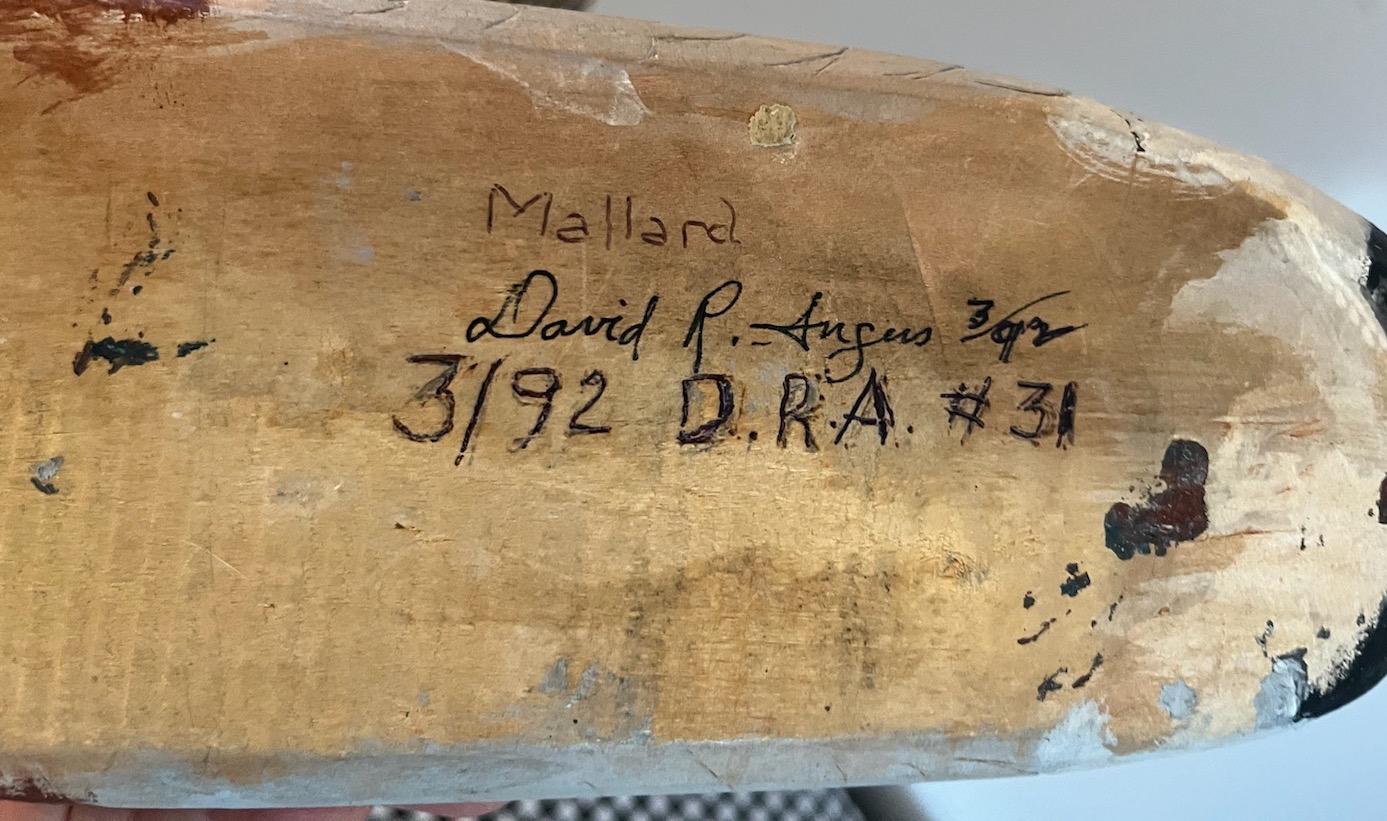 Mallard
David R. Angus 3/92
3/92 D.R.A. #31